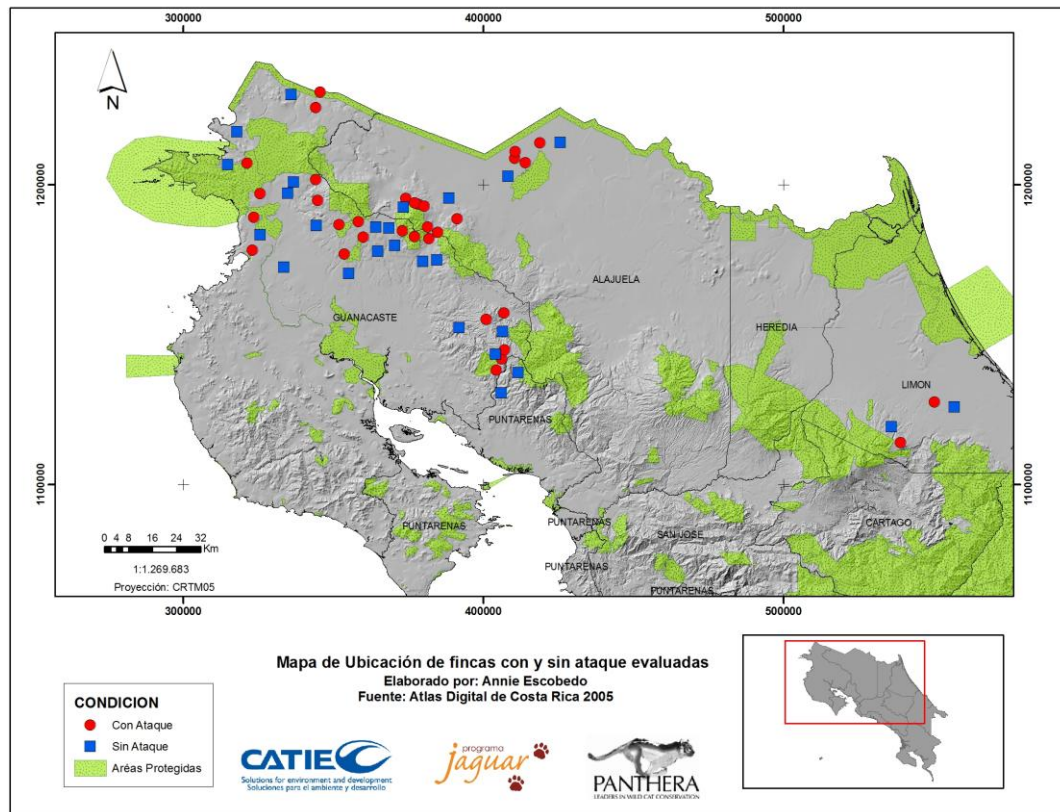 300000 400000 500000
N
1200000 1200000
ALAJUELA
GUANACASTE
HEREDIA
LIMON
PUNTARENAS
1100000 1100000
PUNTARENAS
PUNTARENAS
SAN JOSE
CARTAGO
PUNTARENAS
PUNTARENAS
0 4 8 16 24 32
Km
1:1.269.683
Proyección: CRTM05
300000 400000 500000
Mapa de Ubicación de fincas con y sin ataque evaluadas
Elaborado por: Annie Escobedo
Fuente: Atlas Digital de Costa Rica 2005
CONDICION
Con Ataque
Sin Ataque
Aréas Protegidas
CATIE
Solutions for environment and development
Soluciones para el ambiente y desarrollo
programa
jaguar
PANTHERA
LEADERS IN WILD CAT CONSERVATION